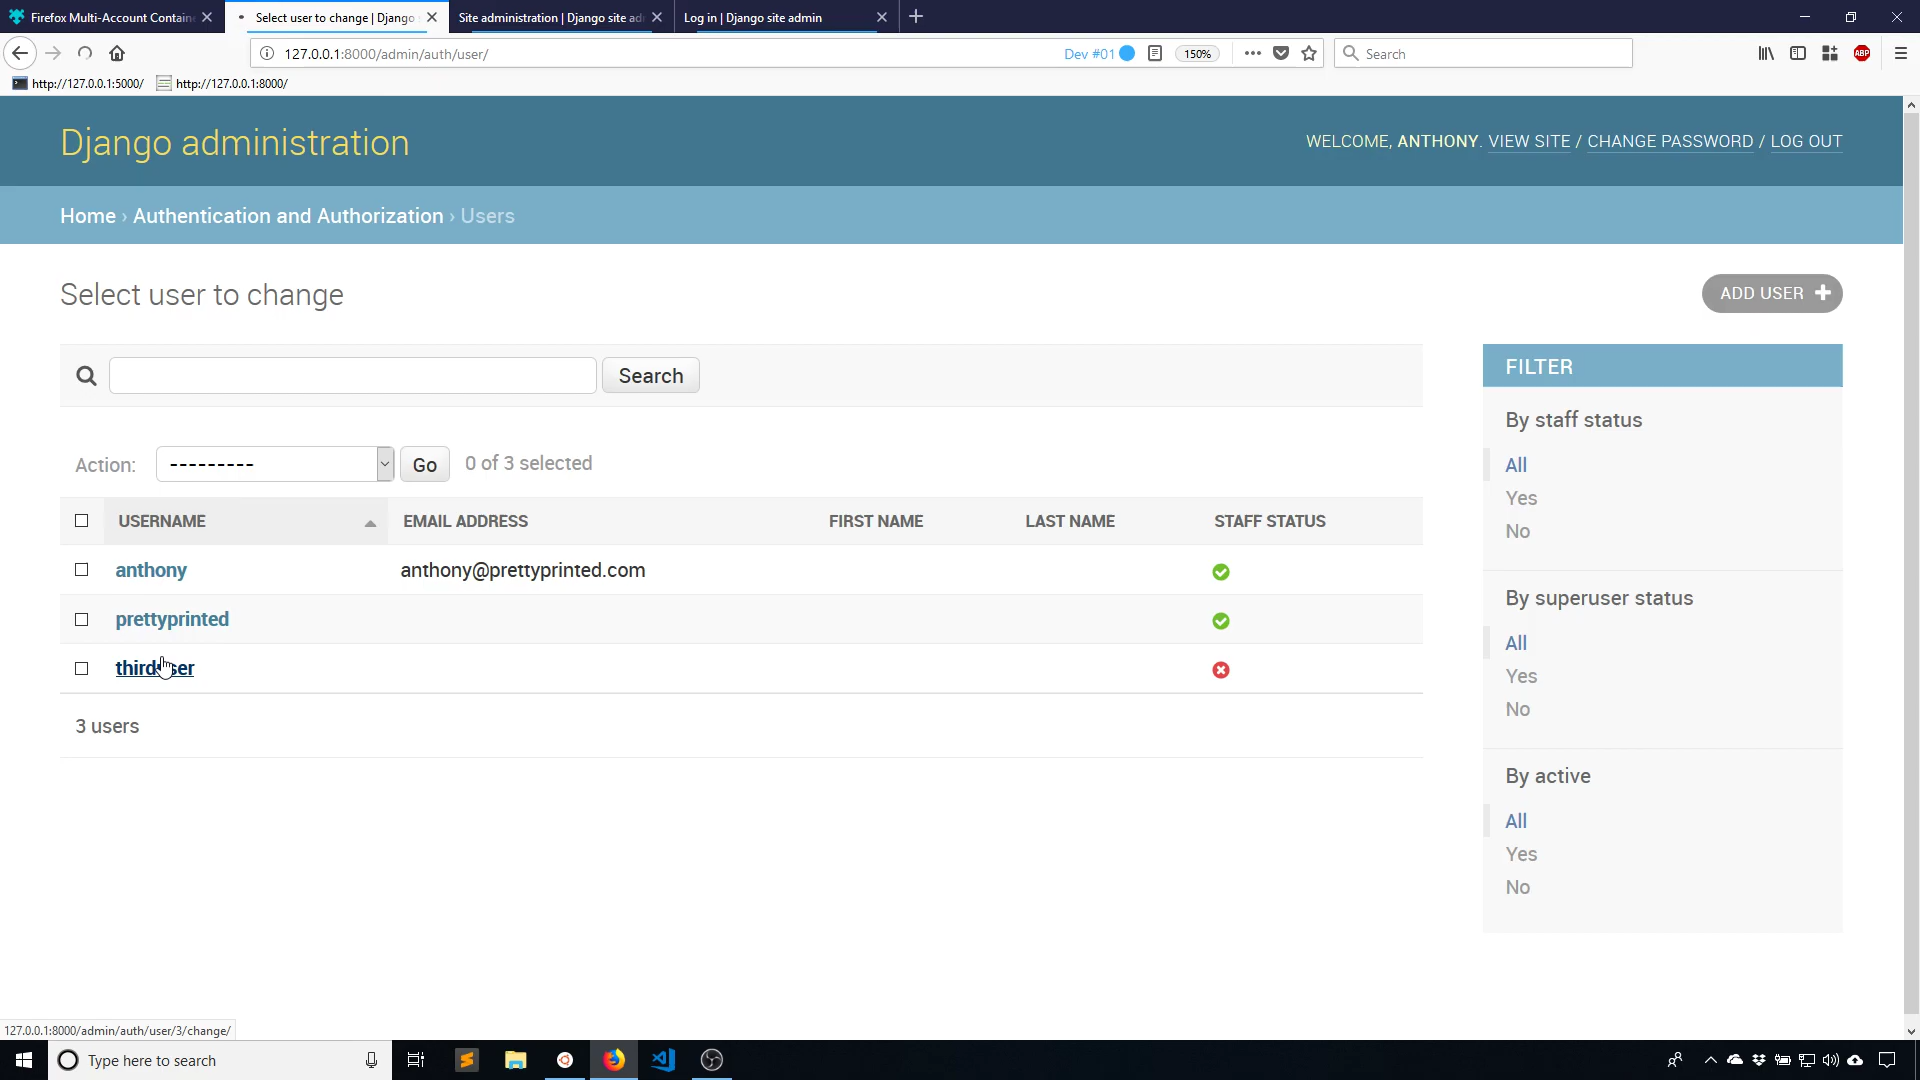 Firefox Multi-Account Contain
Select user to change | Django
Site administration | Django site ad
Log in | Django site admin
127.0.0.1:8000/admin/auth/user/
Dev #01
150%
Search
http://127.0.0.1:5000/
http://127.0.0.1:8000/
Django administration
WELCOME, ANTHONY. VIEW SITE / CHANGE PASSWORD / LOG OUT
Home › Authentication and Authorization › Users
Select user to change
ADD USER
Search
Action: --------- Go 0 of 3 selected
USERNAME EMAIL ADDRESS FIRST NAME LAST NAME STAFF STATUS
anthony anthony@prettyprinted.com
prettyprinted
thirduser
3 users
FILTER
By staff status
All
Yes
No
By superuser status
All
Yes
No
By active
All
Yes
No
127.0.0.1:8000/admin/auth/user/3/change/
Type here to search
ABP